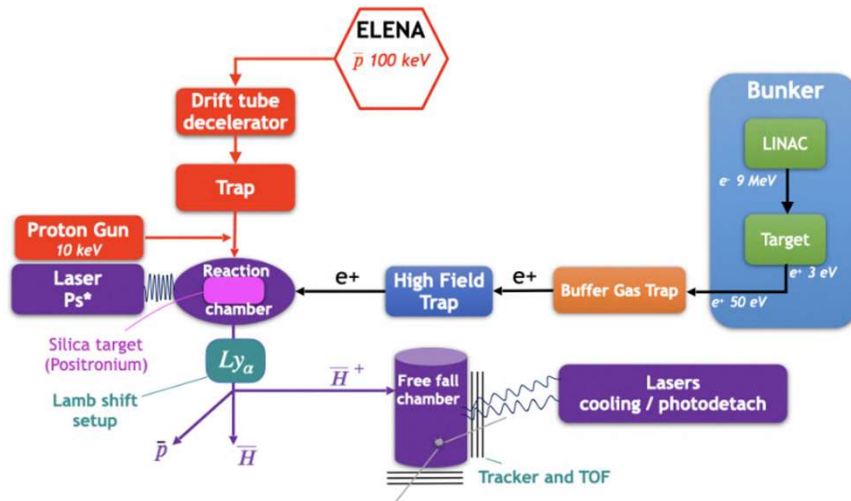 ELENA
p̄ 100 keV
Drift tube
decelerator
Trap
Proton Gun
10 keV
Laser
Ps*
Reaction
chamber
Silica target
(Positronium)
e+
High Field
Trap
e+
Buffer Gas Trap
Bunker
LINAC
e⁻ 9 MeV
Target
e⁺ 3 eV
e⁺ 50 eV
Lyα
Lamb shift
setup
p̄
H̄
H̄⁺
Free fall
chamber
Lasers
cooling / photodetach
Tracker and TOF